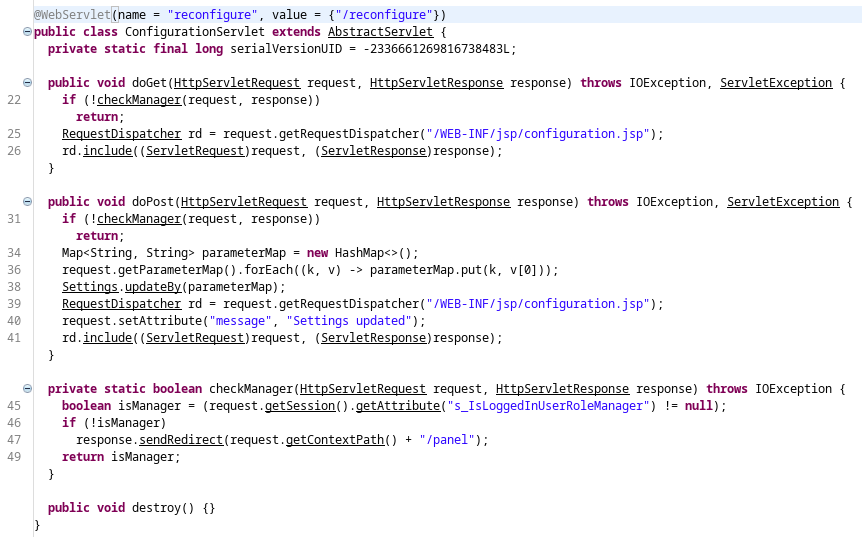 @WebServlet(name = "reconfigure", value = {"/reconfigure"})
public class ConfigurationServlet extends AbstractServlet {
private static final long serialVersionUID = -2336661269816738483L;
public void doGet(HttpServletRequest request, HttpServletResponse response) throws IOException, ServletException {
22 if (!checkManager(request, response))
return;
25 RequestDispatcher rd = request.getRequestDispatcher("/WEB-INF/jsp/configuration.jsp");
26 rd.include((ServletRequest)request, (ServletResponse)response);
}
public void doPost(HttpServletRequest request, HttpServletResponse response) throws IOException, ServletException {
31 if (!checkManager(request, response))
return;
34 Map<String, String> parameterMap = new HashMap<>();
36 request.getParameterMap().forEach((k, v) -> parameterMap.put(k, v[0]));
38 Settings.updateBy(parameterMap);
39 RequestDispatcher rd = request.getRequestDispatcher("/WEB-INF/jsp/configuration.jsp");
40 request.setAttribute("message", "Settings updated");
41 rd.include((ServletRequest)request, (ServletResponse)response);
}
private static boolean checkManager(HttpServletRequest request, HttpServletResponse response) throws IOException {
45 boolean isManager = (request.getSession().getAttribute("s_IsLoggedInUserRoleManager") != null);
46 if (!isManager)
47 response.sendRedirect(request.getContextPath() + "/panel");
49 return isManager;
}
public void destroy() {}
}